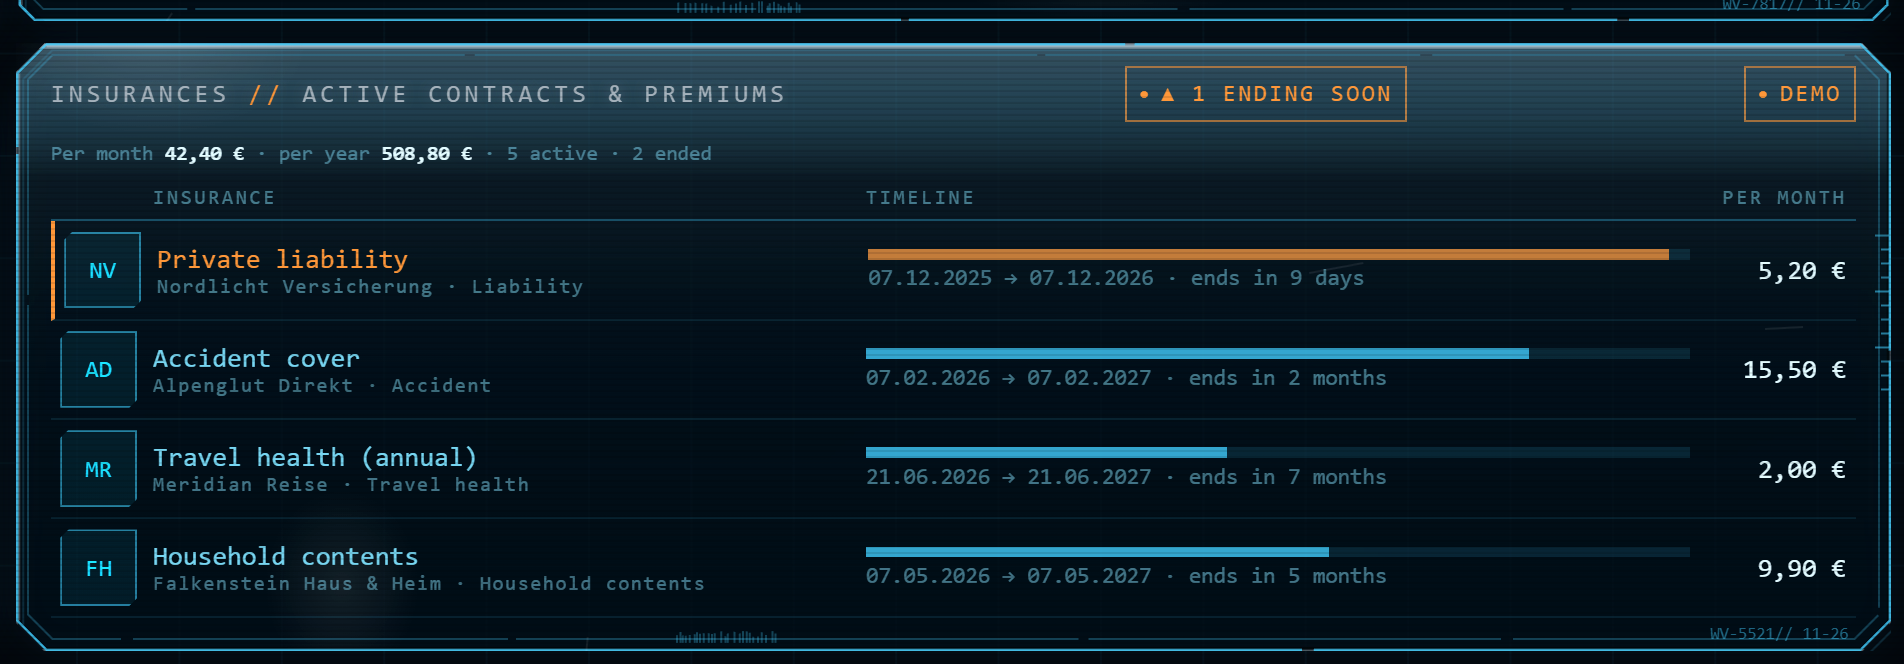 WV-7817// 11-26
INSURANCES // ACTIVE CONTRACTS & PREMIUMS
• ▲ 1 ENDING SOON
• DEMO
Per month 42,40 € · per year 508,80 € · 5 active · 2 ended
INSURANCE TIMELINE PER MONTH
NV
Private liability
Nordlicht Versicherung · Liability
07.12.2025 → 07.12.2026 · ends in 9 days
5,20 €
AD
Accident cover
Alpenglut Direkt · Accident
07.02.2026 → 07.02.2027 · ends in 2 months
15,50 €
MR
Travel health (annual)
Meridian Reise · Travel health
21.06.2026 → 21.06.2027 · ends in 7 months
2,00 €
FH
Household contents
Falkenstein Haus & Heim · Household contents
07.05.2026 → 07.05.2027 · ends in 5 months
9,90 €
WV-5521// 11-26